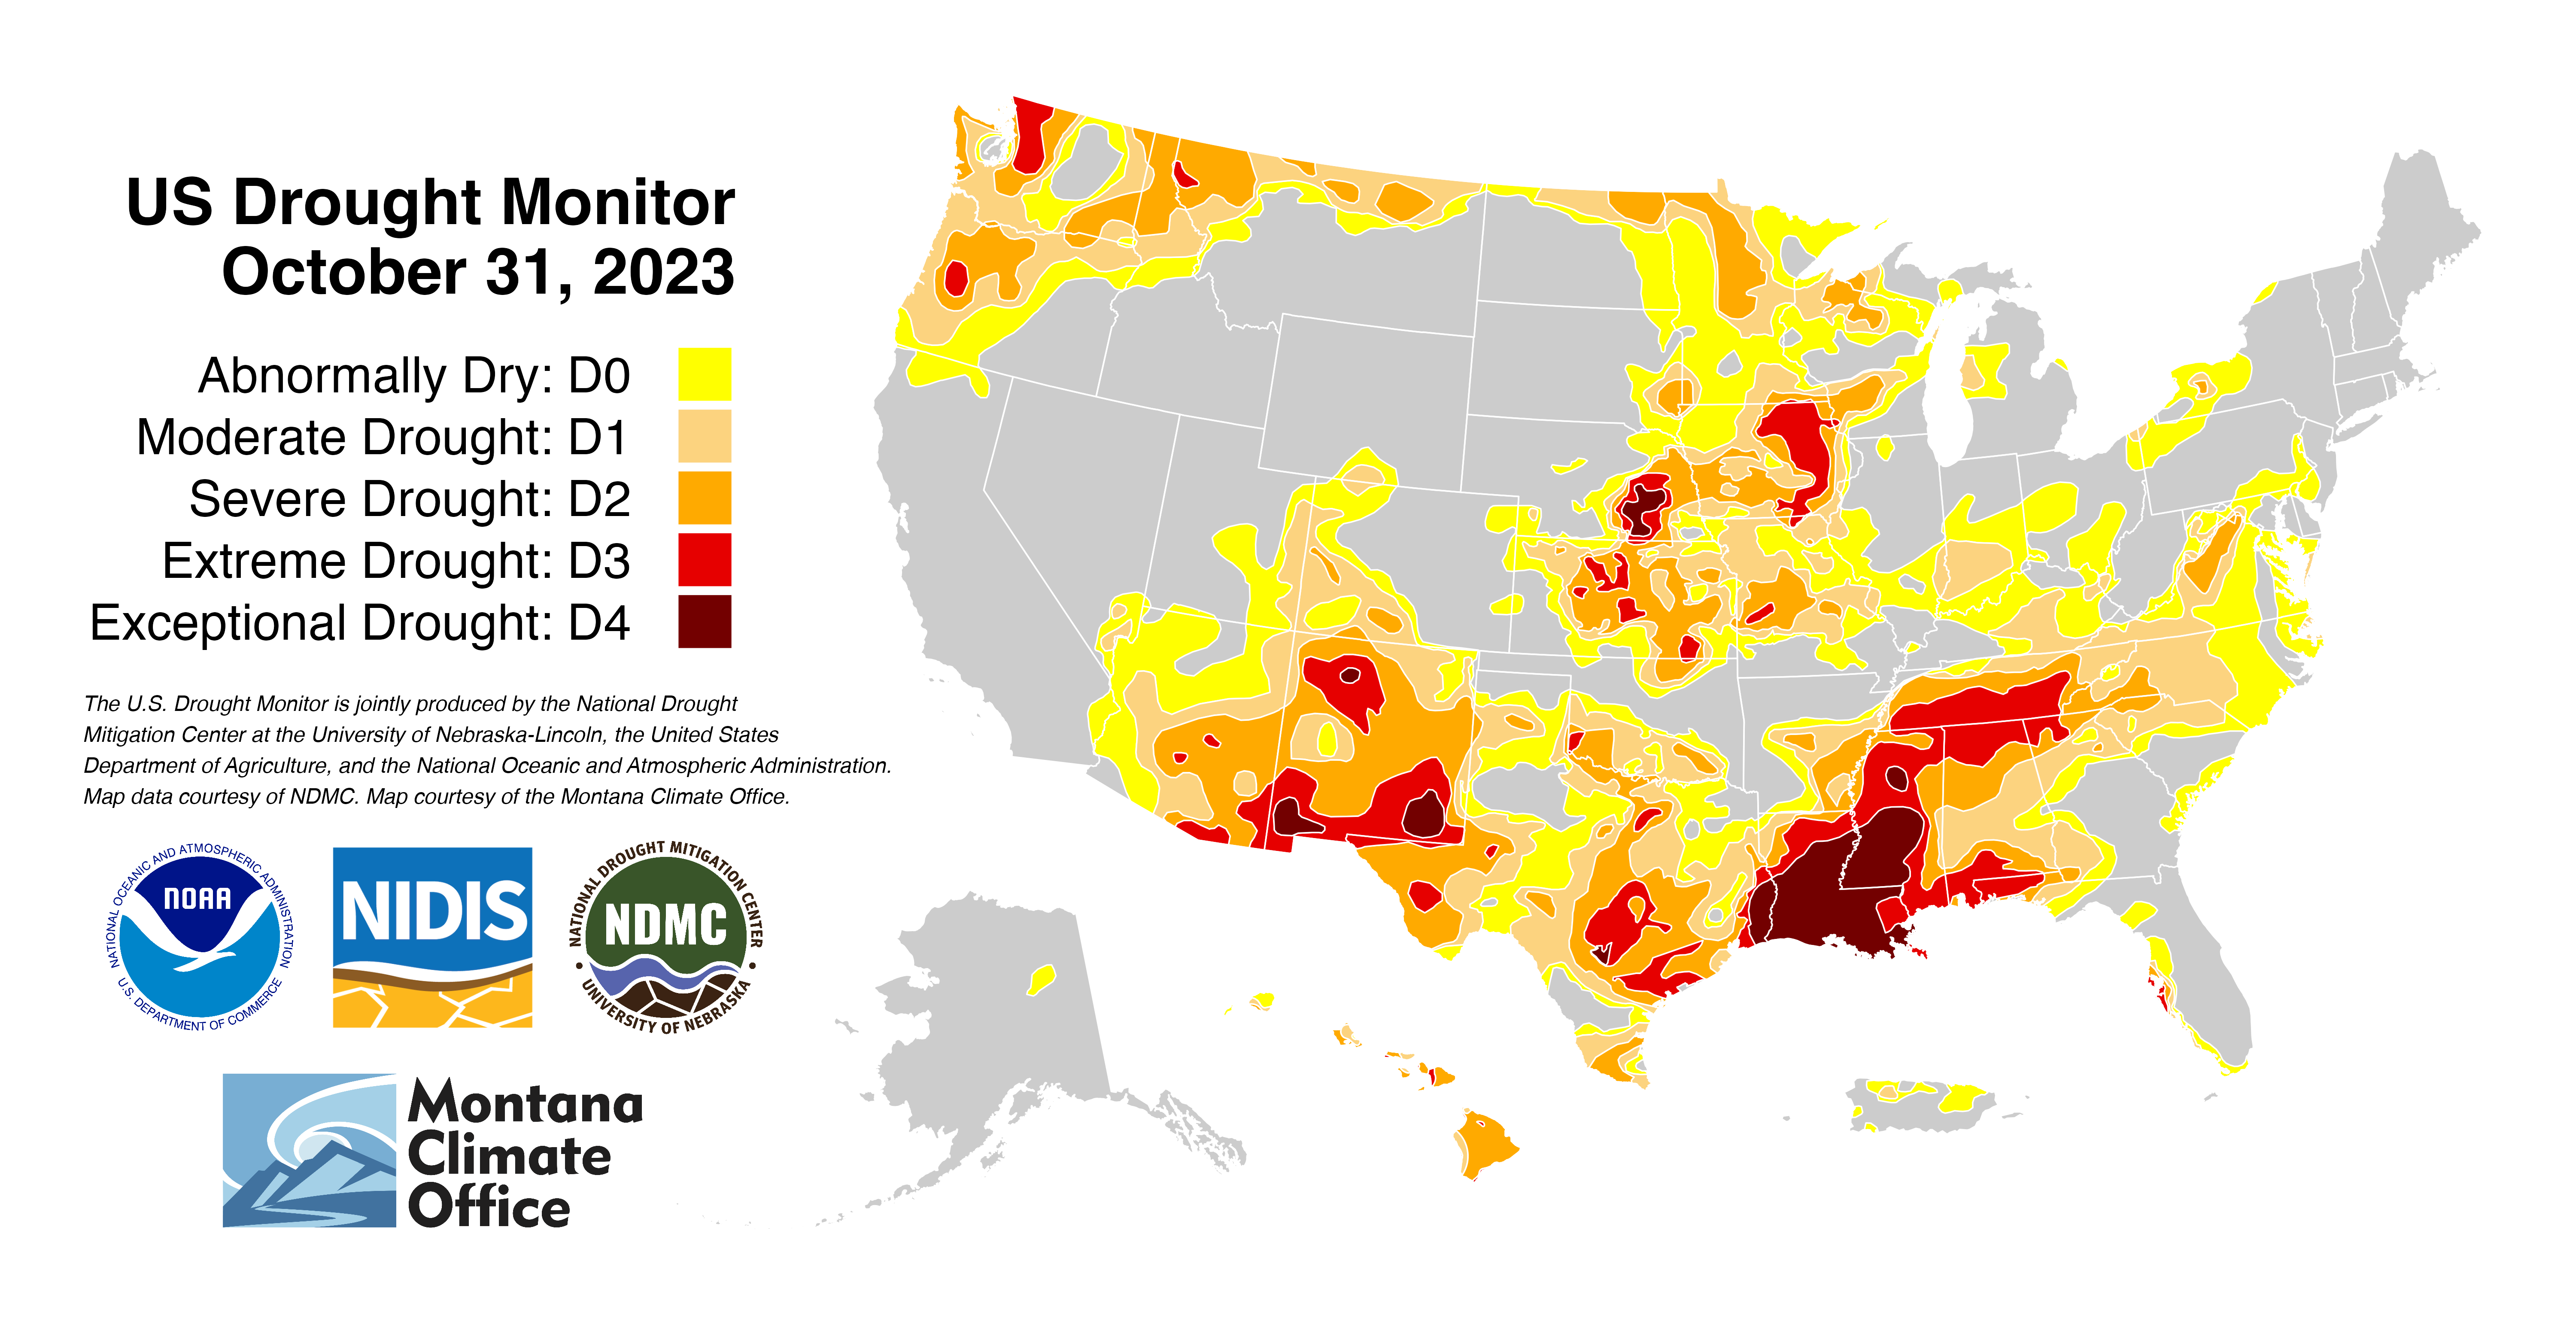 US Drought Monitor
October 31, 2023
Abnormally Dry: D0
Moderate Drought: D1
Severe Drought: D2
Extreme Drought: D3
Exceptional Drought: D4
The U.S. Drought Monitor is jointly produced by the National Drought
Mitigation Center at the University of Nebraska-Lincoln, the United States
Department of Agriculture, and the National Oceanic and Atmospheric Administration.
Map data courtesy of NDMC. Map courtesy of the Montana Climate Office.
NATIONAL OCEANIC AND ATMOSPHERIC ADMINISTRATION
NOAA
U.S. DEPARTMENT OF COMMERCE
NIDIS
NATIONAL DROUGHT MITIGATION CENTER
NDMC
UNIVERSITY OF NEBRASKA
Montana
Climate
Office